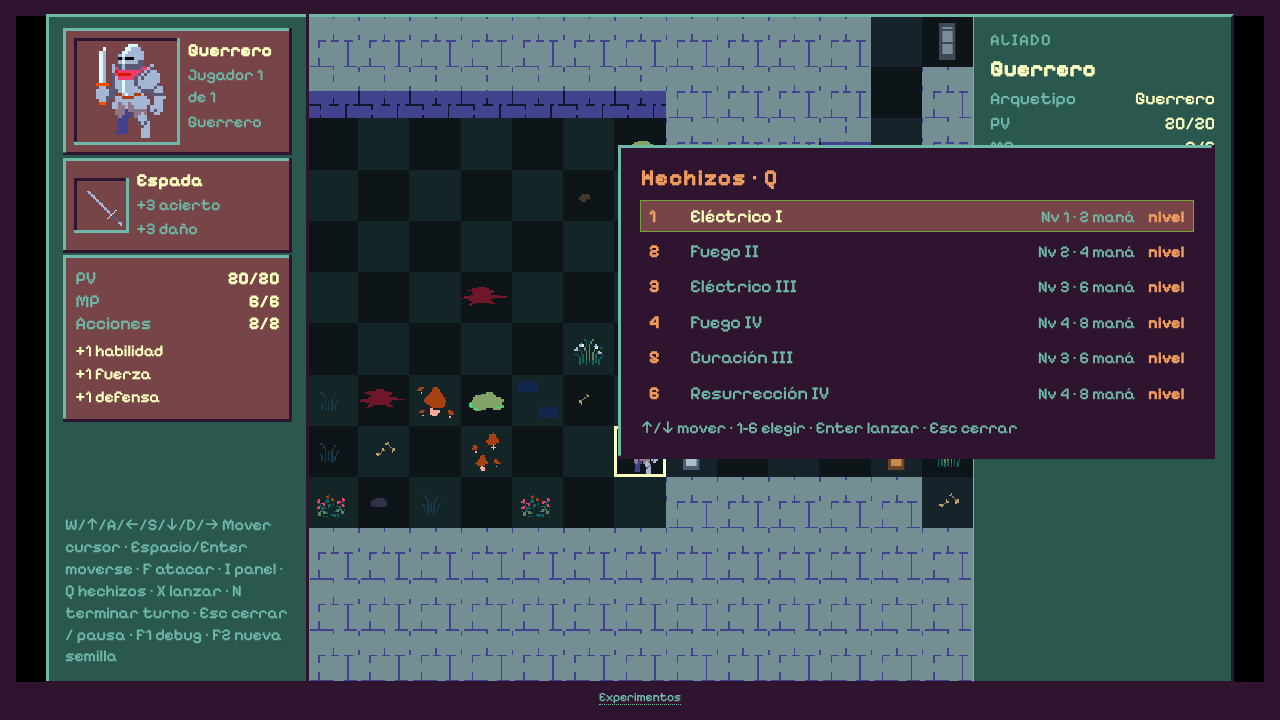 Guerrero
Jugador 1
de 1
Guerrero
Espada
+3 acierto
+3 daño
PV 20/20
MP 6/6
Acciones 2/2
+1 habilidad
+1 fuerza
+1 defensa
W/↑/A/←/S/↓/D/→ Mover
cursor · Espacio/Enter
moverse · F atacar · I panel ·
Q hechizos · X lanzar · N
terminar turno · Esc cerrar
/ pausa · F1 debug · F2 nueva
semilla
ALIADO
Guerrero
Arquetipo Guerrero
PV 20/20
Hechizos · Q
1 Eléctrico I Nv 1 · 2 maná nivel
2 Fuego II Nv 2 · 4 maná nivel
3 Eléctrico III Nv 3 · 6 maná nivel
4 Fuego IV Nv 4 · 8 maná nivel
5 Curación III Nv 3 · 6 maná nivel
6 Resurrección IV Nv 4 · 8 maná nivel
↑/↓ mover · 1-6 elegir · Enter lanzar · Esc cerrar
Experimentos